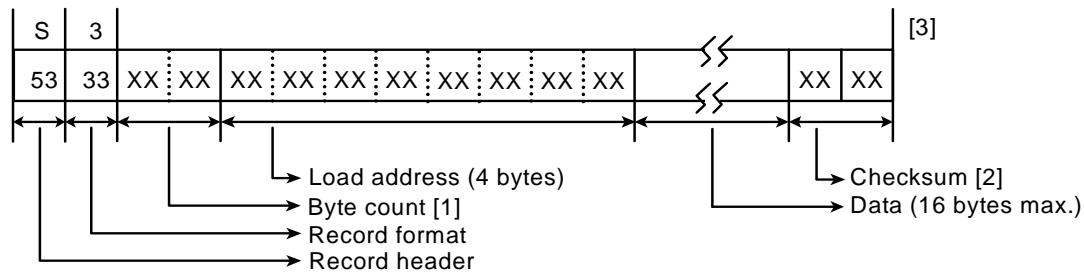 S 3 [3]
53 33 XX XX XX XX XX XX XX XX XX XX XX XX
Load address (4 bytes) Checksum [2]
Byte count [1] Data (16 bytes max.)
Record format
Record header